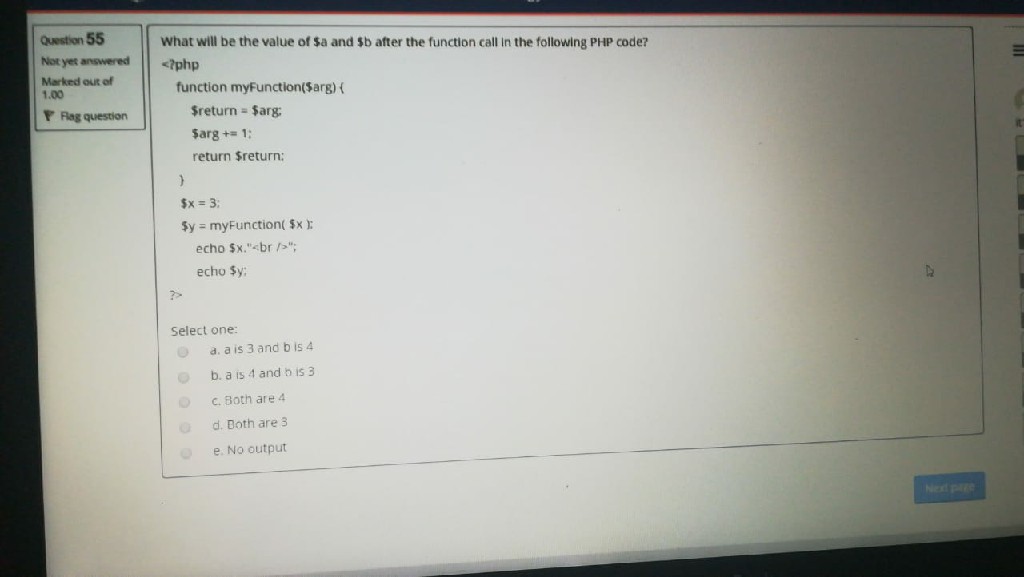 Question 55
Not yet answered
Marked out of
1.00
Flag question
What will be the value of $a and $b after the function call in the following PHP code?
<?php
function myFunction($arg) {
$return = $arg;
$arg += 1;
return $return;
}
$x = 3;
$y = myFunction( $x );
echo $x."<br />";
echo $y;
?>
Select one:
a. a is 3 and b is 4
b. a is 4 and b is 3
c. Both are 4
d. Both are 3
e. No output
Next page